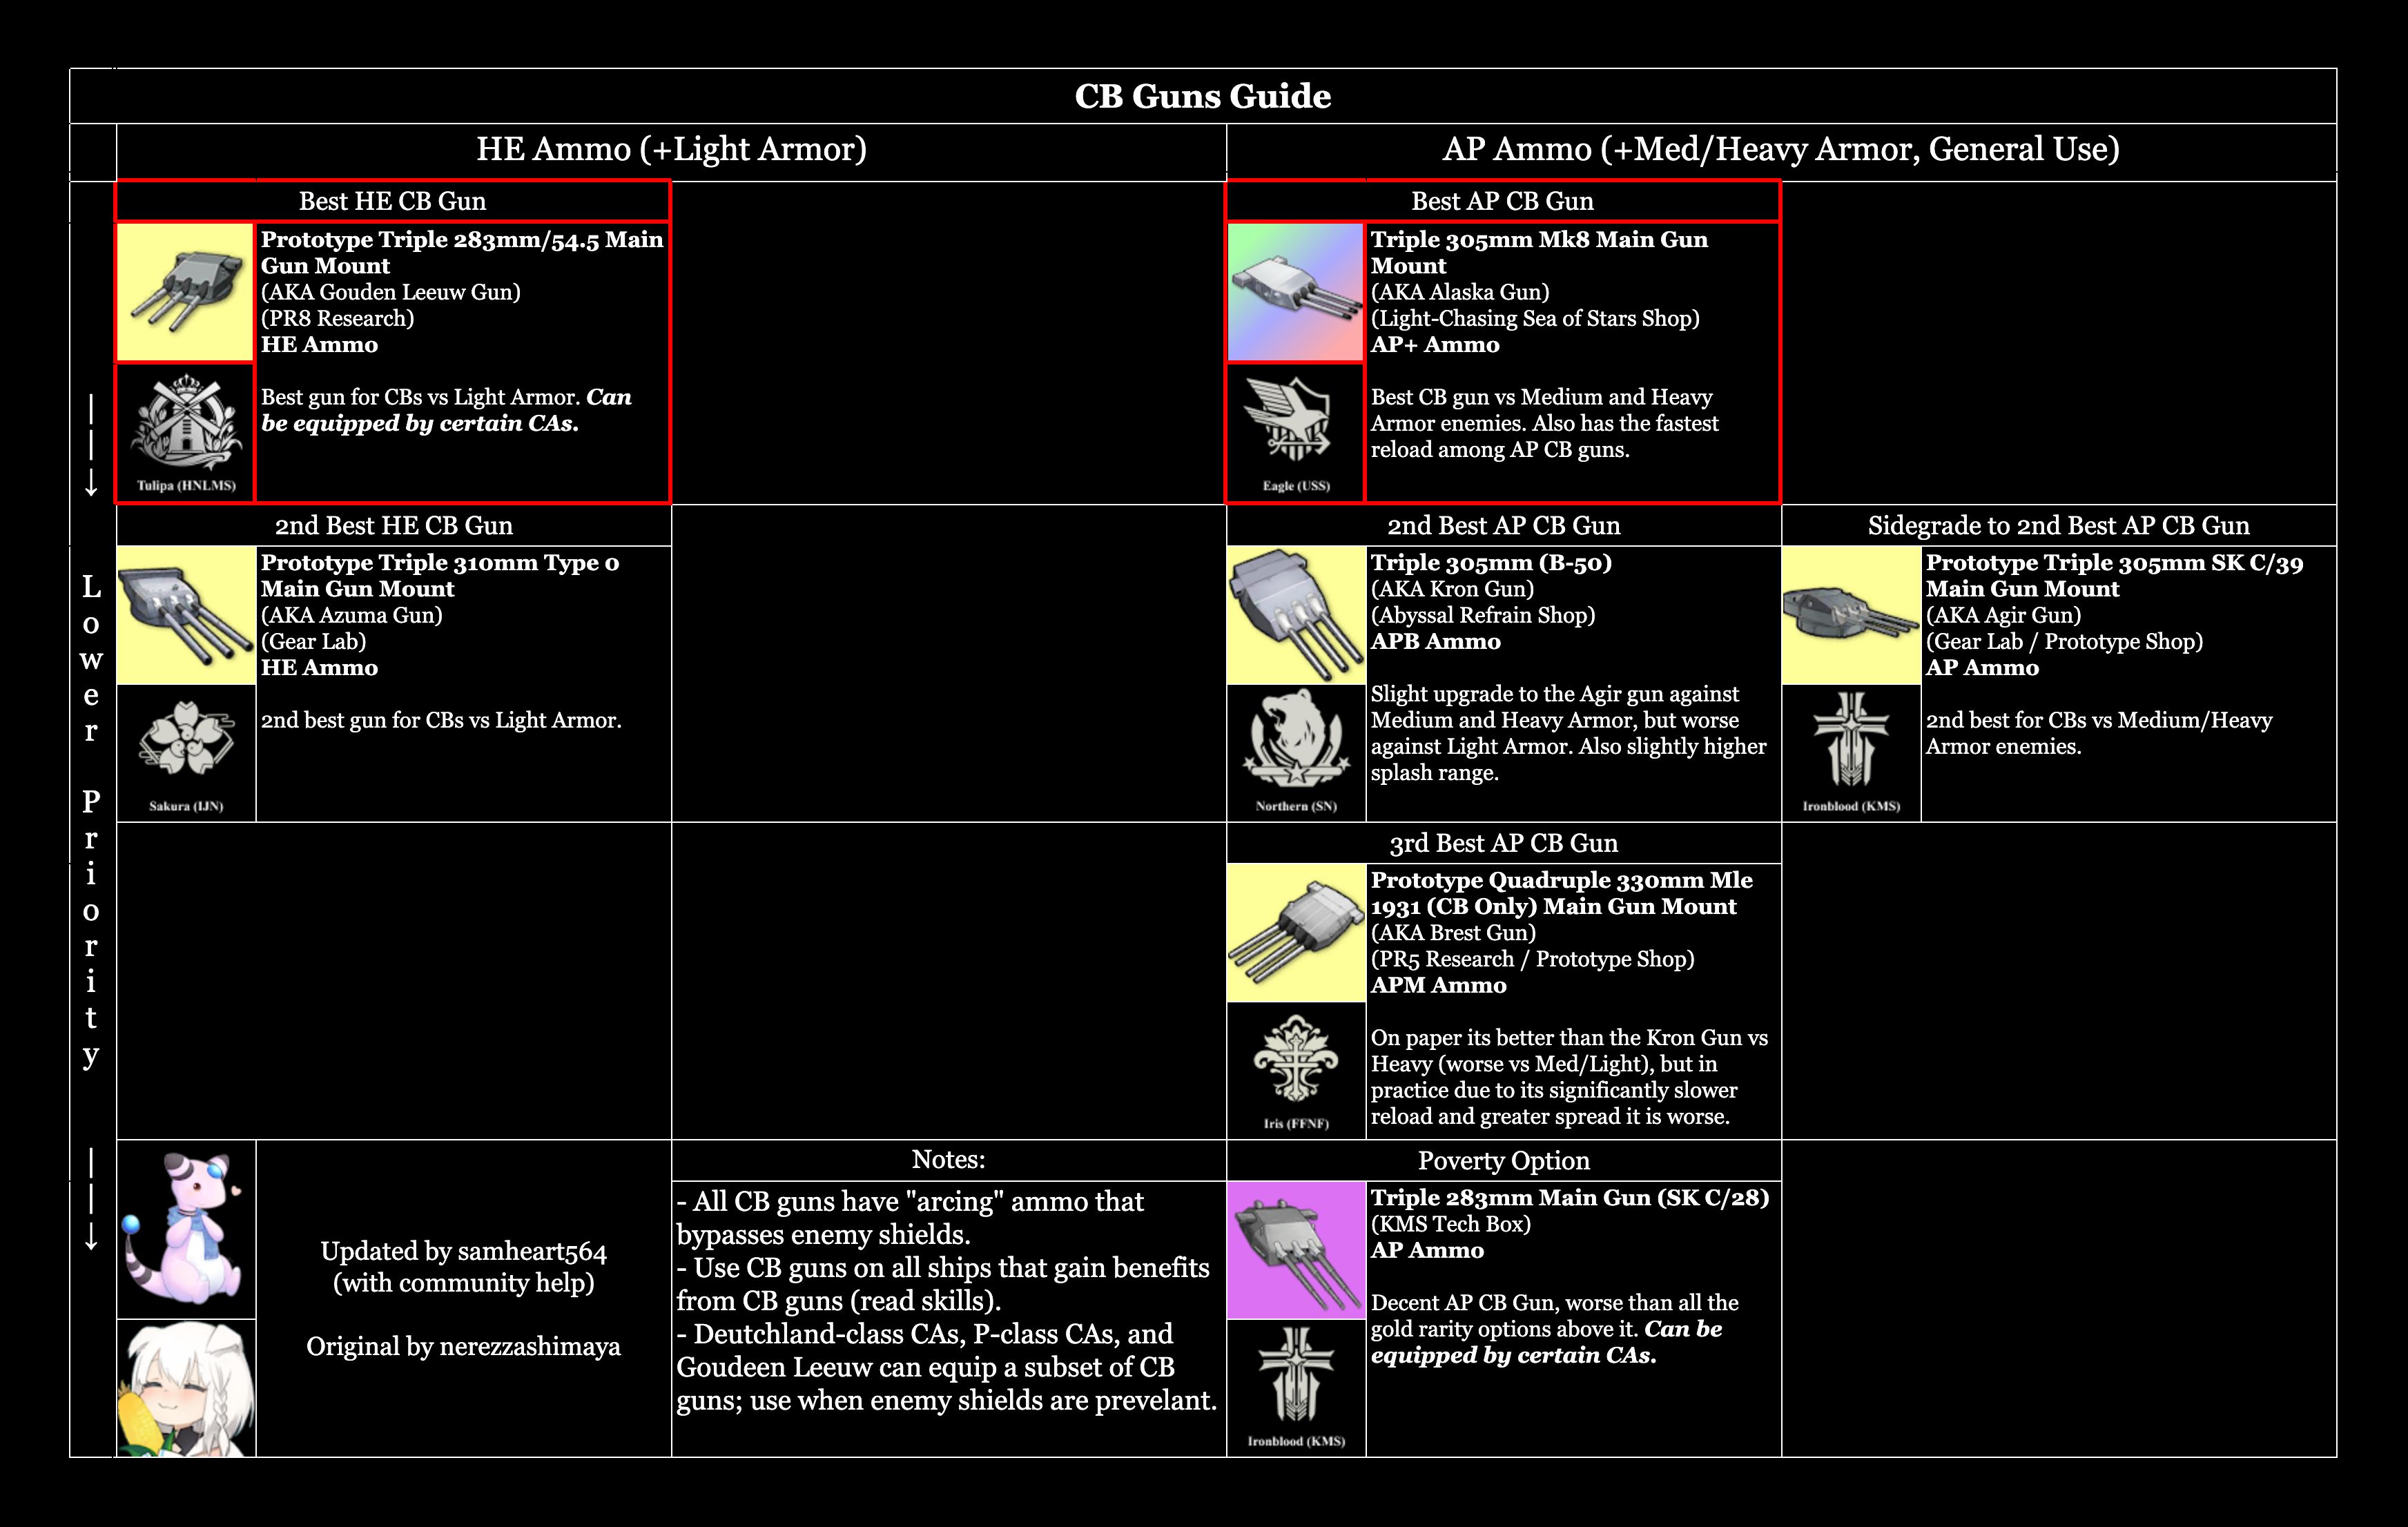 CB Guns Guide
HE Ammo (+Light Armor)
AP Ammo (+Med/Heavy Armor, General Use)
Lower Priority
Best HE CB Gun
Prototype Triple 283mm/54.5 Main
Gun Mount
(AKA Gouden Leeuw Gun)
(PR8 Research)
HE Ammo
Best gun for CBs vs Light Armor. Can
be equipped by certain CAs.
Tulipa (HNLMS)
Best AP CB Gun
Triple 305mm Mk8 Main Gun
Mount
(AKA Alaska Gun)
(Light-Chasing Sea of Stars Shop)
AP+ Ammo
Best CB gun vs Medium and Heavy
Armor enemies. Also has the fastest
reload among AP CB guns.
Eagle (USS)
2nd Best HE CB Gun
Prototype Triple 310mm Type 0
Main Gun Mount
(AKA Azuma Gun)
(Gear Lab)
HE Ammo
2nd best gun for CBs vs Light Armor.
Sakura (IJN)
2nd Best AP CB Gun
Triple 305mm (B-50)
(AKA Kron Gun)
(Abyssal Refrain Shop)
APB Ammo
Slight upgrade to the Agir gun against
Medium and Heavy Armor, but worse
against Light Armor. Also slightly higher
splash range.
Northern (SN)
Sidegrade to 2nd Best AP CB Gun
Prototype Triple 305mm SK C/39
Main Gun Mount
(AKA Agir Gun)
(Gear Lab / Prototype Shop)
AP Ammo
2nd best for CBs vs Medium/Heavy
Armor enemies.
Ironblood (KMS)
3rd Best AP CB Gun
Prototype Quadruple 330mm Mle
1931 (CB Only) Main Gun Mount
(AKA Brest Gun)
(PR5 Research / Prototype Shop)
APM Ammo
On paper its better than the Kron Gun vs
Heavy (worse vs Med/Light), but in
practice due to its significantly slower
reload and greater spread it is worse.
Iris (FFNF)
Updated by samheart564
(with community help)
Original by nerezzashimaya
Notes:
- All CB guns have "arcing" ammo that
bypasses enemy shields.
- Use CB guns on all ships that gain benefits
from CB guns (read skills).
- Deutchland-class CAs, P-class CAs, and
Goudeen Leeuw can equip a subset of CB
guns; use when enemy shields are prevelant.
Poverty Option
Triple 283mm Main Gun (SK C/28)
(KMS Tech Box)
AP Ammo
Decent AP CB Gun, worse than all the
gold rarity options above it. Can be
equipped by certain CAs.
Ironblood (KMS)